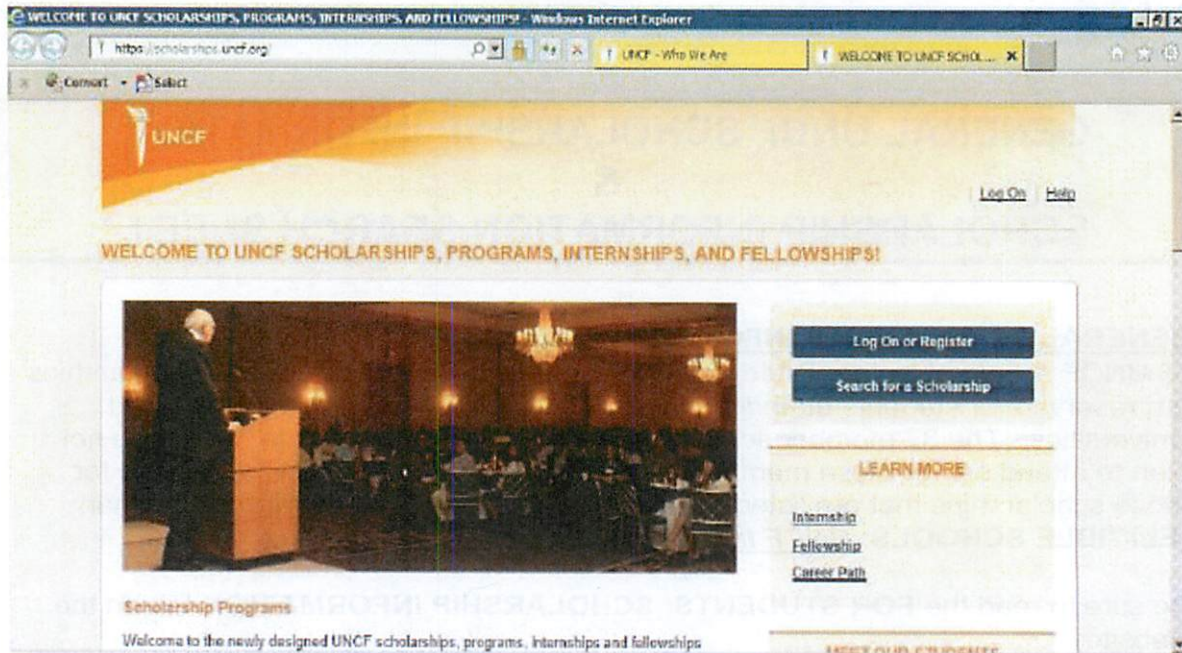 WELCOME TO UNCF SCHOLARSHIPS, PROGRAMS, INTERNSHIPS, AND FELLOWSHIPS! - Windows Internet Explorer
https://scholarships.uncf.org/
UNCF - Who We Are
WELCOME TO UNCF SCHOL...
Convert
Select
UNCF
Log On | Help
WELCOME TO UNCF SCHOLARSHIPS, PROGRAMS, INTERNSHIPS, AND FELLOWSHIPS!
Log On or Register
Search for a Scholarship
LEARN MORE
Internship
Fellowship
Career Path
Scholarship Programs
Welcome to the newly designed UNCF scholarships, programs, internships and fellowships
MEET OUR STUDENTS